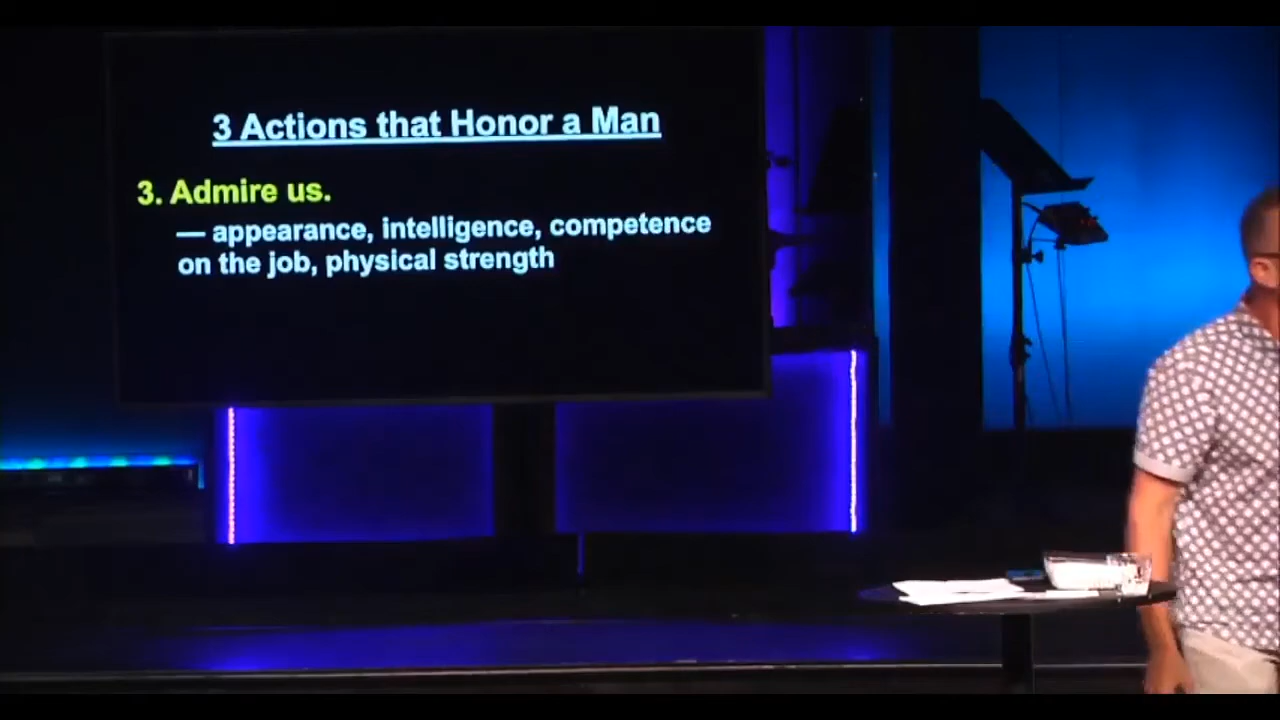 3 Actions that Honor a Man
3. Admire us.
— appearance, intelligence, competence
on the job, physical strength